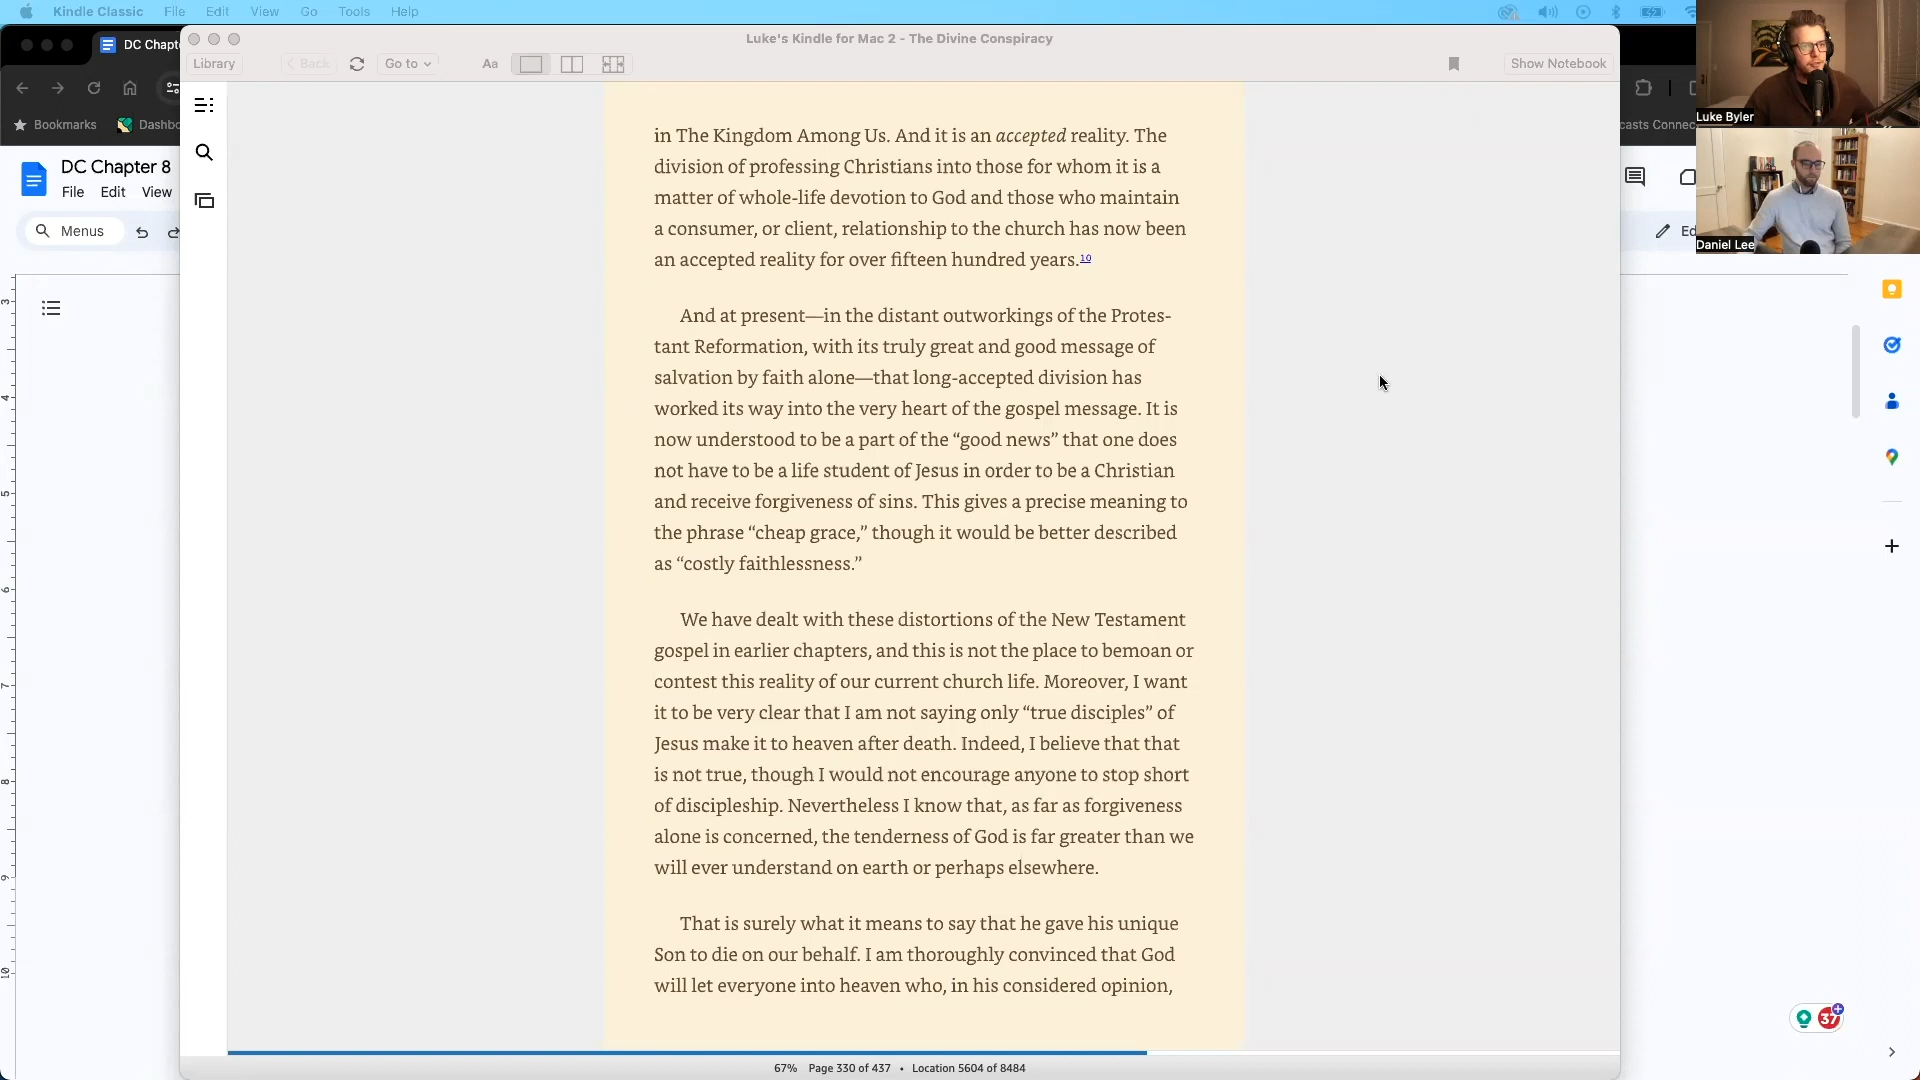 Kindle Classic File Edit View Go Tools Help
DC Chapt
Luke's Kindle for Mac 2 - The Divine Conspiracy
Library Back Go to Aa Show Notebook
Bookmarks
DC Chapter 8
File Edit View
Menus
Luke Byler
Daniel Lee
in The Kingdom Among Us. And it is an accepted reality. The
division of professing Christians into those for whom it is a
matter of whole-life devotion to God and those who maintain
a consumer, or client, relationship to the church has now been
an accepted reality for over fifteen hundred years.10
And at present—in the distant outworkings of the Protes-
tant Reformation, with its truly great and good message of
salvation by faith alone—that long-accepted division has
worked its way into the very heart of the gospel message. It is
now understood to be a part of the “good news” that one does
not have to be a life student of Jesus in order to be a Christian
and receive forgiveness of sins. This gives a precise meaning to
the phrase “cheap grace,” though it would be better described
as “costly faithlessness.”
We have dealt with these distortions of the New Testament
gospel in earlier chapters, and this is not the place to bemoan or
contest this reality of our current church life. Moreover, I want
it to be very clear that I am not saying only “true disciples” of
Jesus make it to heaven after death. Indeed, I believe that that
is not true, though I would not encourage anyone to stop short
of discipleship. Nevertheless I know that, as far as forgiveness
alone is concerned, the tenderness of God is far greater than we
will ever understand on earth or perhaps elsewhere.
That is surely what it means to say that he gave his unique
Son to die on our behalf. I am thoroughly convinced that God
will let everyone into heaven who, in his considered opinion,
3
4
5
6
7
8
9
10
37
67% Page 330 of 437 • Location 5604 of 8484